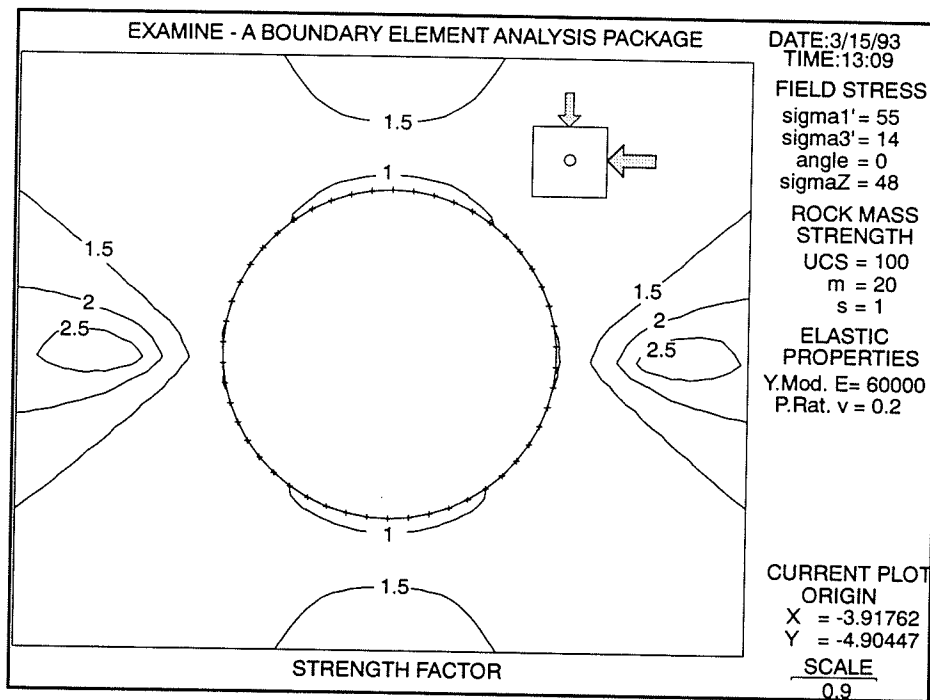 EXAMINE - A BOUNDARY ELEMENT ANALYSIS PACKAGE
DATE:3/15/93
TIME:13:09
FIELD STRESS
sigma1' = 55
sigma3' = 14
angle = 0
sigmaZ = 48
ROCK MASS
STRENGTH
UCS = 100
m = 20
s = 1
ELASTIC
PROPERTIES
Y.Mod. E= 60000
P.Rat. v = 0.2
CURRENT PLOT
ORIGIN
X = -3.91762
Y = -4.90447
SCALE
0.9
1.5
1
1.5
2
2.5
1.5
2
2.5
1
1.5
STRENGTH FACTOR